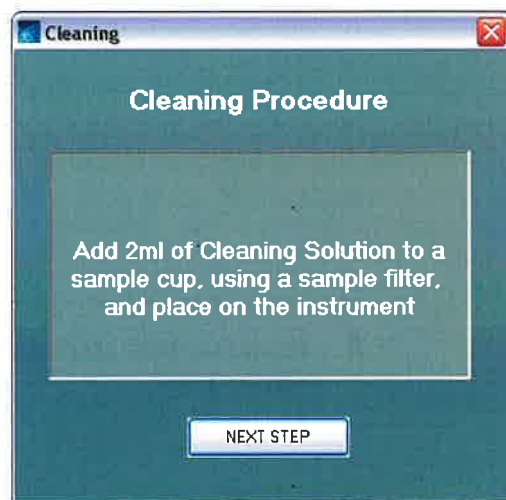 Cleaning
Cleaning Procedure
Add 2ml of Cleaning Solution to a
sample cup, using a sample filter,
and place on the instrument
NEXT STEP